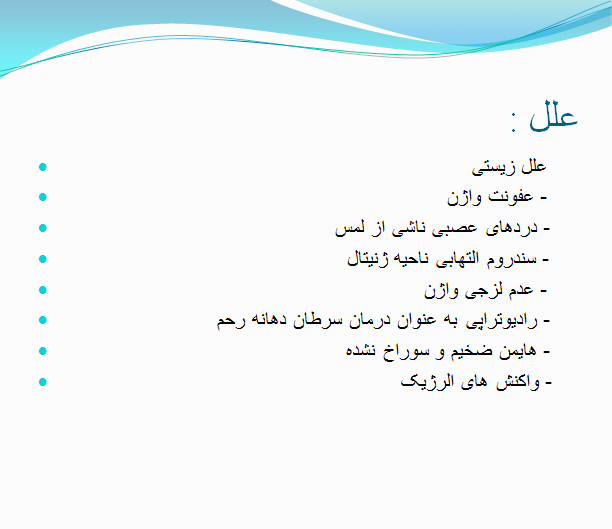 علل :
علل زیستی
- عفونت واژن
- دردهای عصبی ناشی از لمس
- سندروم التهابی ناحیه ژنیتال
- عدم لزجی واژن
- رادیوتراپی به عنوان درمان سرطان دهانه رحم
- هایمن ضخیم و سوراخ نشده
- واکنش های الرژیک